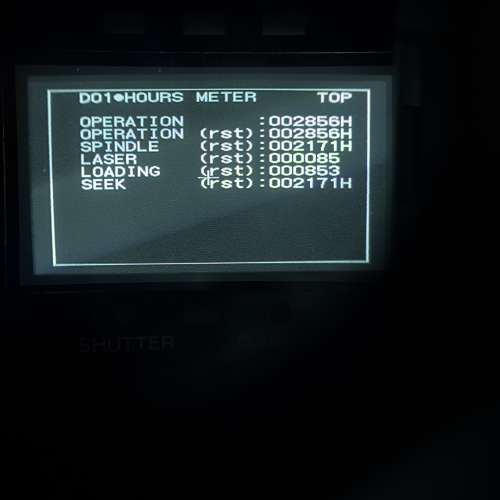 D01●HOURS METER TOP
OPERATION :002856H
OPERATION (rst):002856H
SPINDLE (rst):002171H
LASER (rst):000085
LOADING (rst):000853
SEEK (rst):002171H
SHUTTER